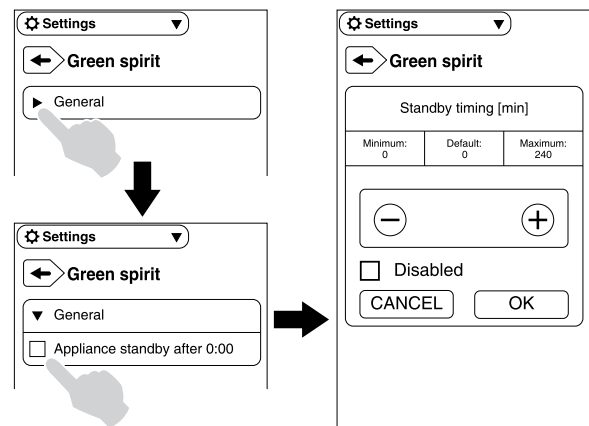 Settings
Green spirit
General
Settings
Green spirit
General
Appliance standby after 0:00
Settings
Green spirit
Standby timing [min]
Minimum:
0
Default:
0
Maximum:
240
Disabled
CANCEL
OK